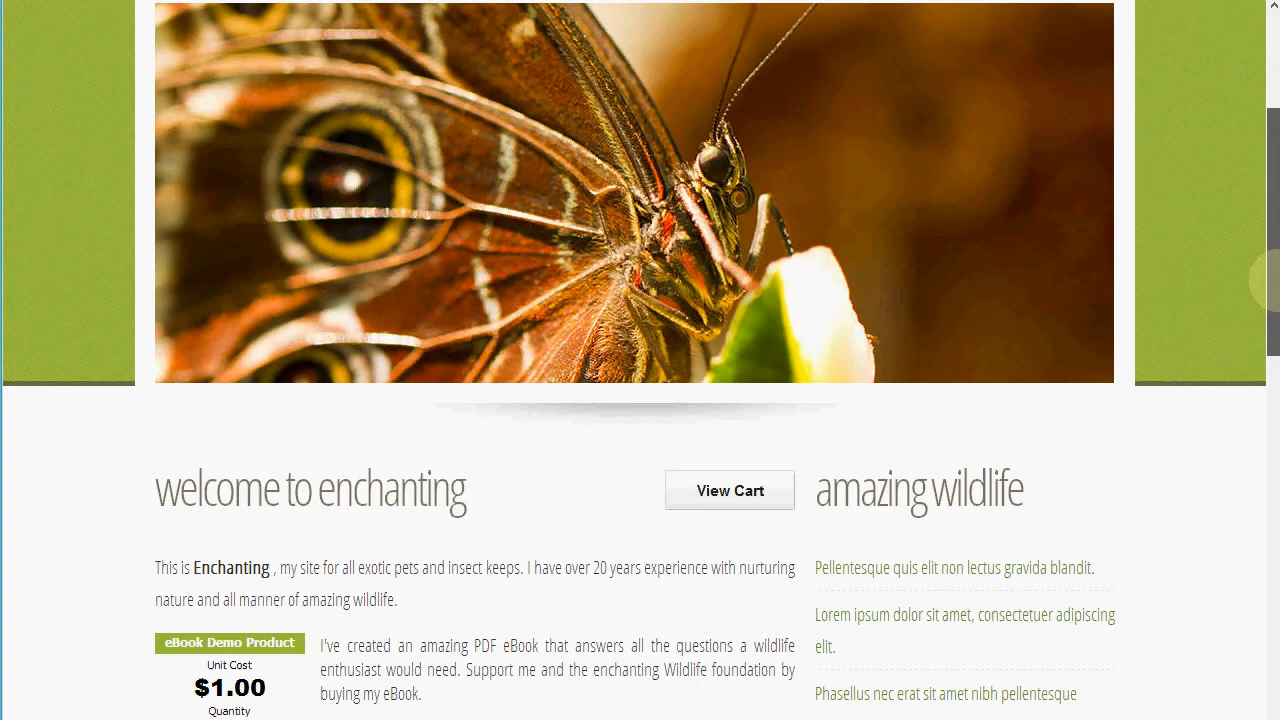 welcome to enchanting
View Cart
This is Enchanting , my site for all exotic pets and insect keeps. I have over 20 years experience with nurturing
nature and all manner of amazing wildlife.
eBook Demo Product
Unit Cost
$1.00
Quantity
I've created an amazing PDF eBook that answers all the questions a wildlife
enthusiast would need. Support me and the enchanting Wildlife foundation by
buying my eBook.
amazing wildlife
Pellentesque quis elit non lectus gravida blandit.
Lorem ipsum dolor sit amet, consectetuer adipiscing
elit.
Phasellus nec erat sit amet nibh pellentesque